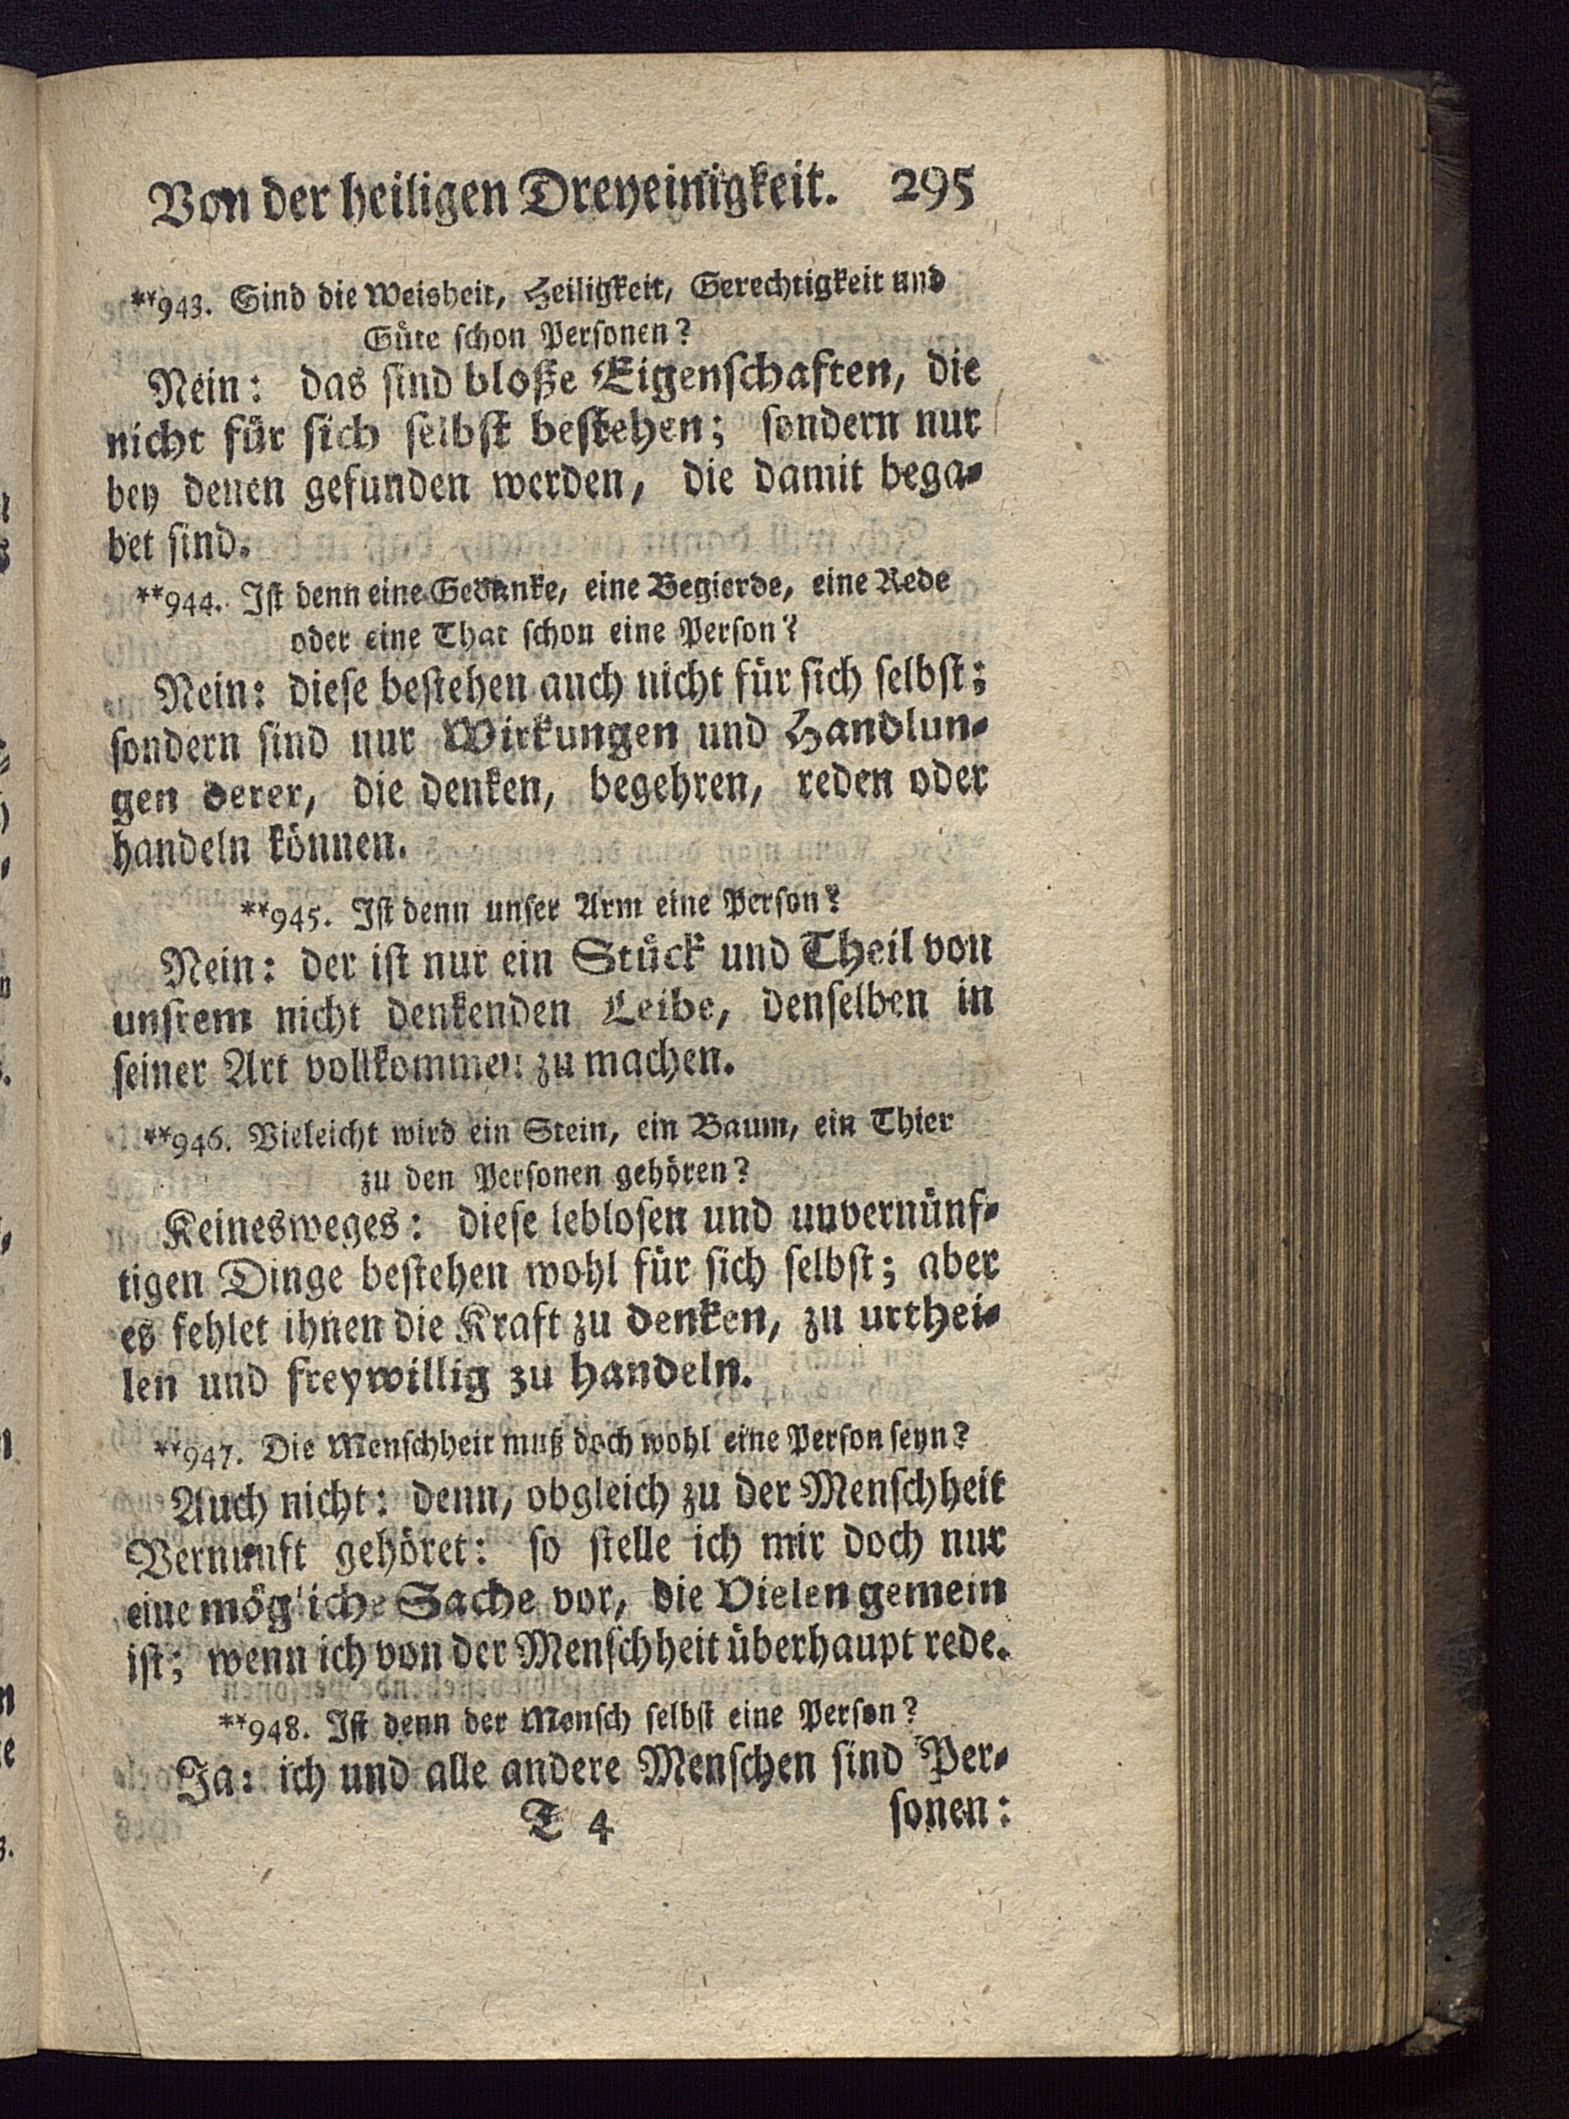 Von der heiligen Dreyeinigkeit. 295
**943. Sind die Weisheit, Heiligkeit, Gerechtigkeit und
Güte schon Personen?
Nein: das sind bloße Eigenschaften, die
nicht für sich selbst bestehen; sondern nur
bey denen gefunden werden, die damit bega-
bet sind.
**944. Ist denn eine Gedanke, eine Begierde, eine Rede
oder eine That schon eine Person?
Nein: diese bestehen auch nicht für sich selbst;
sondern sind nur Wirkungen und Handlun-
gen derer, die denken, begehren, reden oder
handeln können.
**945. Ist denn unser Arm eine Person?
Nein: der ist nur ein Stück und Theil von
unsrem nicht denkenden Leibe, denselben in
seiner Art vollkommen zu machen.
**946. Vieleicht wird ein Stein, ein Baum, ein Thier
zu den Personen gehören?
Keinesweges: diese leblosen und unvernünf-
tigen Dinge bestehen wohl für sich selbst; aber
es fehlet ihnen die Kraft zu denken, zu urthei-
len und freywillig zu handeln.
**947. Die Menschheit muß doch wohl eine Person seyn?
Auch nicht: denn, obgleich zu der Menschheit
Vernunft gehöret: so stelle ich mir doch nur
eine mögliche Sache vor, die Vielen gemein
ist; wenn ich von der Menschheit überhaupt rede.
**948. Ist denn der Mensch selbst eine Person?
Ja: ich und alle andere Menschen sind Per-
T 4 sonen: